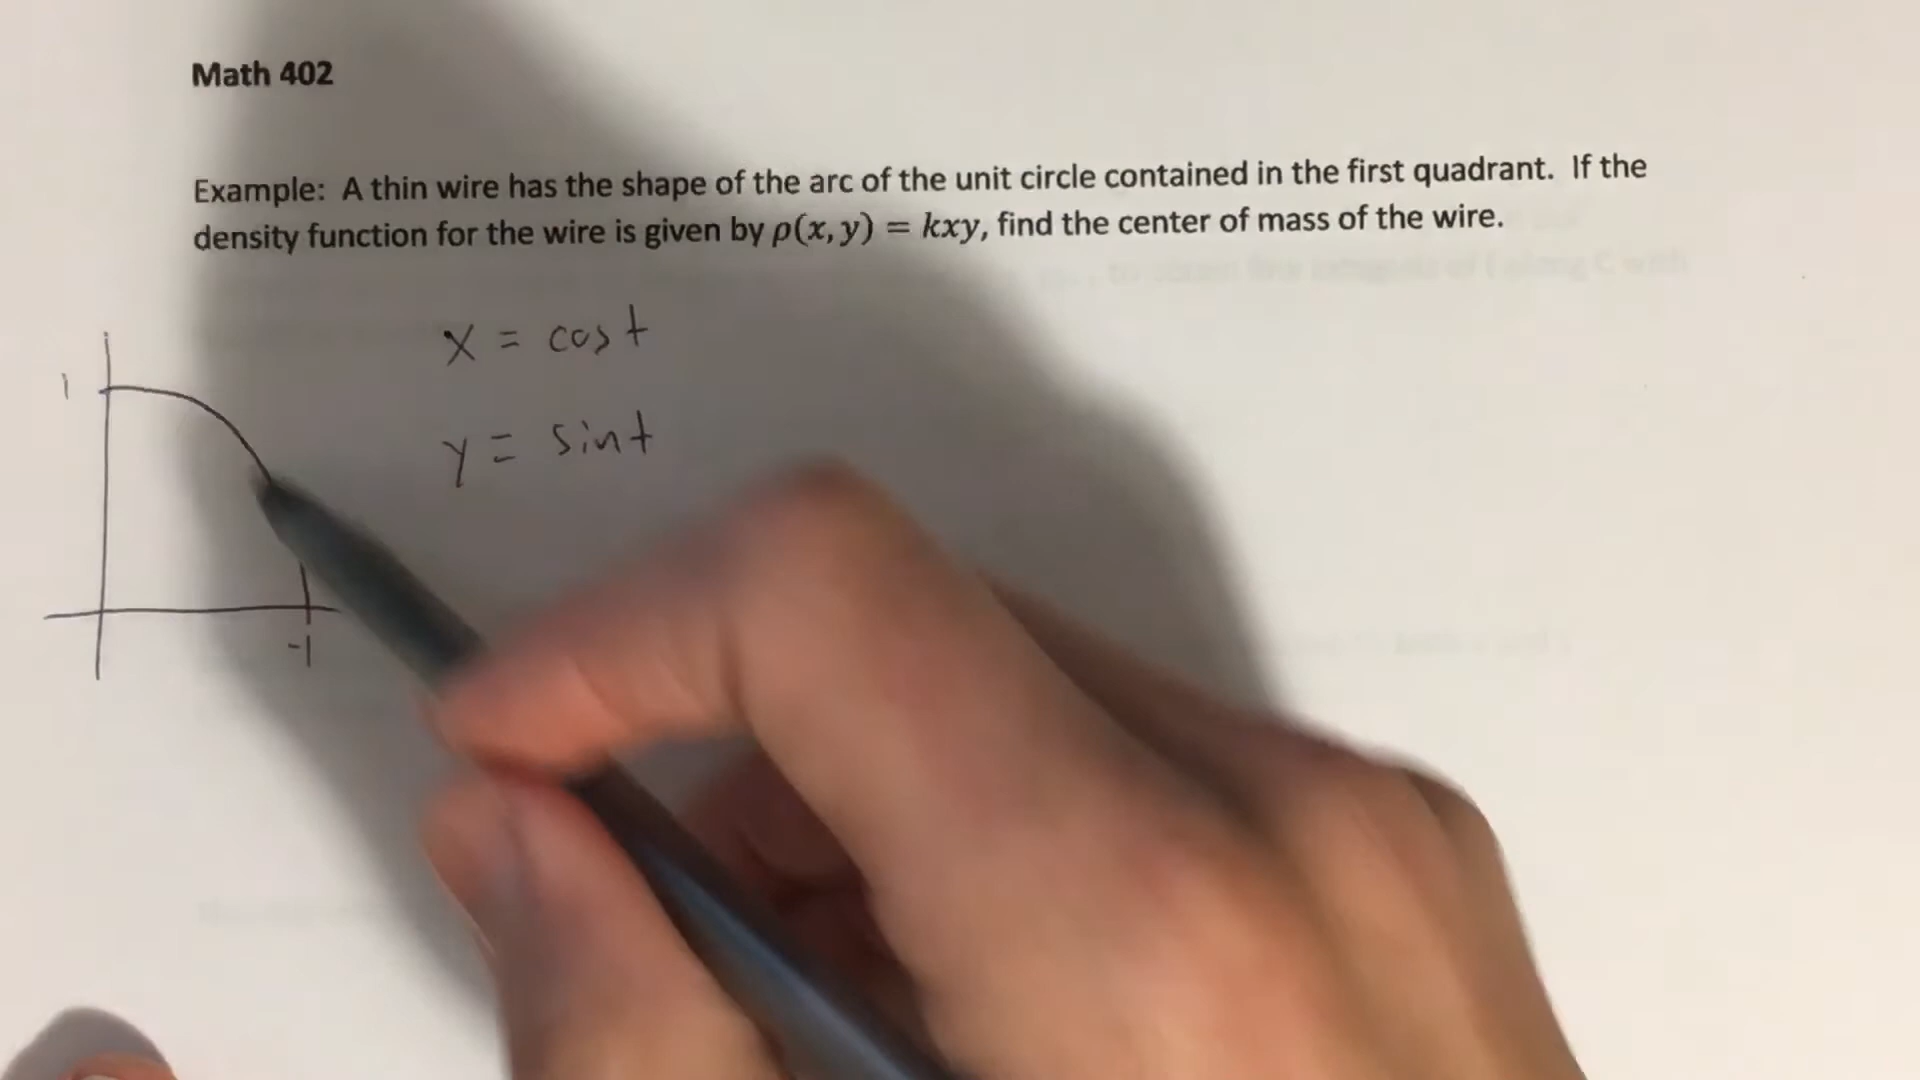 Math 402
Example: A thin wire has the shape of the arc of the unit circle contained in the first quadrant. If the
density function for the wire is given by ρ(x, y) = kxy, find the center of mass of the wire.
x = cos t
1
y = sin t
-1